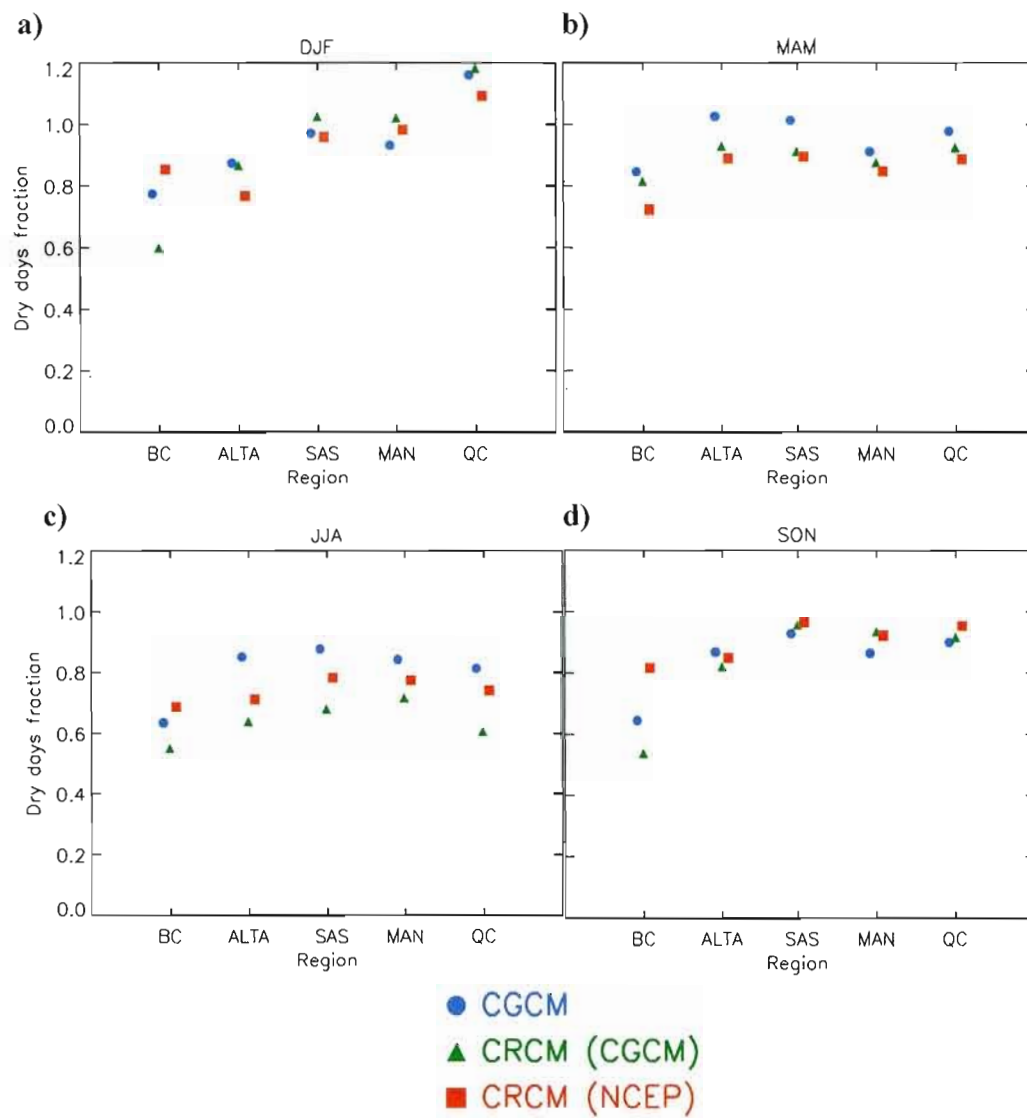 a)
DJF
Dry days fraction
1.2
1.0
0.8
0.6
0.4
0.2
0.0
BC ALTA SAS MAN QC
Region
b)
MAM
BC ALTA SAS MAN QC
Region
c)
JJA
Dry days fraction
1.2
1.0
0.8
0.6
0.4
0.2
0.0
BC ALTA SAS MAN QC
Region
d)
SON
BC ALTA SAS MAN QC
Region
CGCM
CRCM (CGCM)
CRCM (NCEP)